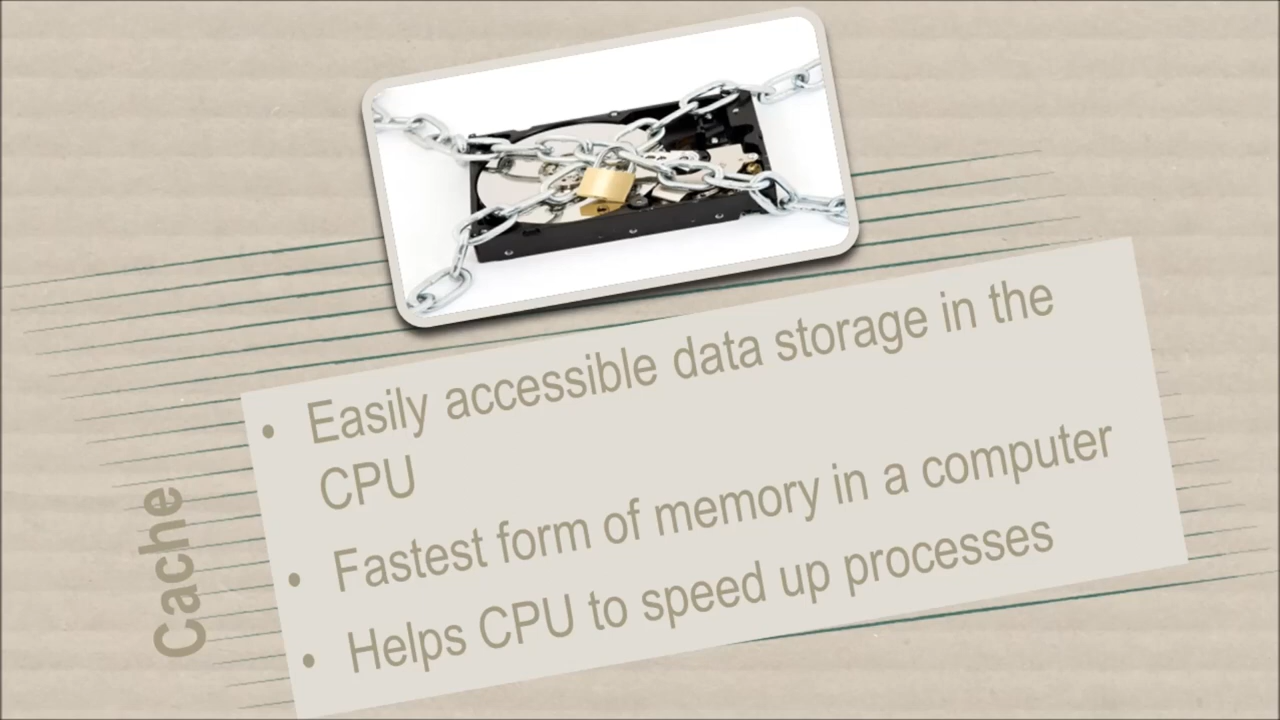 Cache
• Easily accessible data storage in the
CPU
• Fastest form of memory in a computer
• Helps CPU to speed up processes